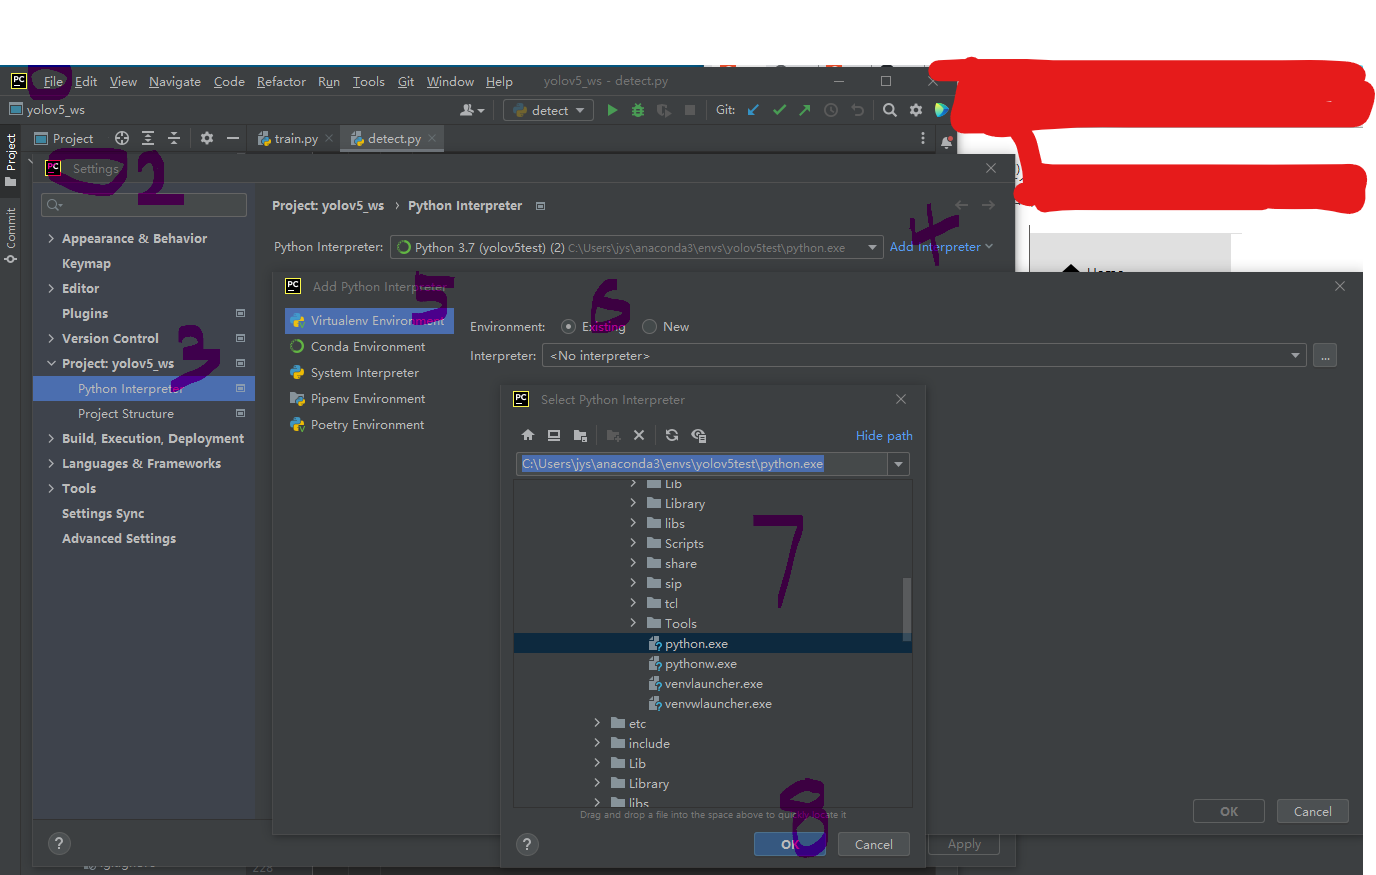 PC File Edit View Navigate Code Refactor Run Tools Git Window Help yolov5_ws - detect.py
yolov5_ws detect Git:
Project train.py detect.py
Project
Commit
PC Settings 2
Project: yolov5_ws › Python Interpreter
Python Interpreter: Python 3.7 (yolov5test) (2) C:\Users\jys\anaconda3\envs\yolov5test\python.exe Add Interpreter 4
Appearance & Behavior
Keymap
Editor
Plugins
Version Control
Project: yolov5_ws 3
Python Interpreter
Project Structure
Build, Execution, Deployment
Languages & Frameworks
Tools
Settings Sync
Advanced Settings
PC Add Python Interpreter 5
Virtualenv Environment
Conda Environment
System Interpreter
Pipenv Environment
Poetry Environment
Environment: Existing New 6
Interpreter: <No interpreter> ...
PC Select Python Interpreter
Hide path
C:\Users\jys\anaconda3\envs\yolov5test\python.exe
Lib
Library
libs
Scripts
share
sip
tcl
Tools
python.exe
pythonw.exe
venvlauncher.exe
venvwlauncher.exe
etc
include
Lib
Library
libs
7
Drag and drop a file into the space above to quickly locate it
8
? OK Cancel
OK Cancel
? Apply
228